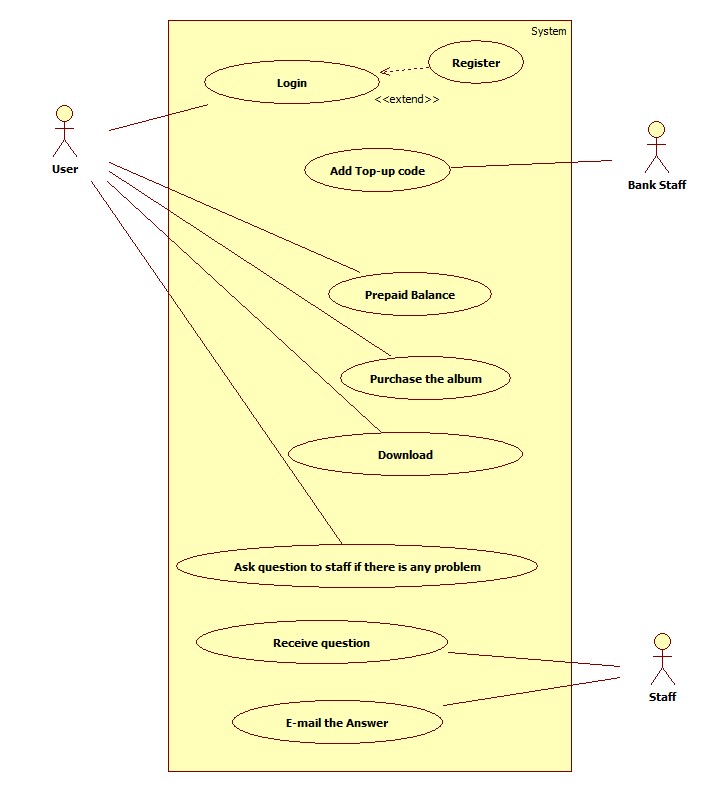 System
Register
Login
<<extend>>
User
Add Top-up code
Bank Staff
Prepaid Balance
Purchase the album
Download
Ask question to staff if there is any problem
Receive question
Staff
E-mail the Answer